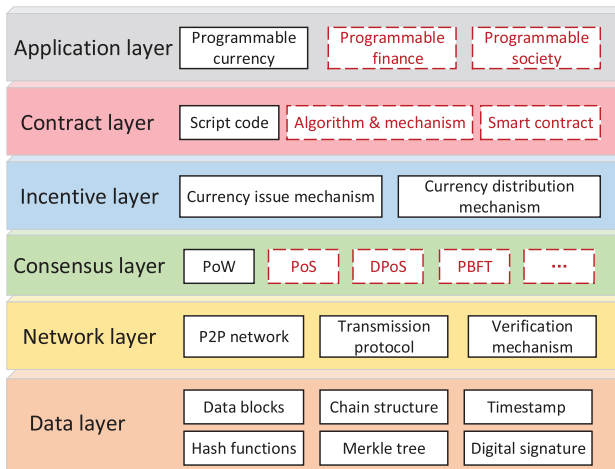 Application layer
Programmable
currency
Programmable
finance
Programmable
society
Contract layer
Script code
Algorithm & mechanism
Smart contract
Incentive layer
Currency issue mechanism
Currency distribution
mechanism
Consensus layer
PoW
PoS
DPoS
PBFT
...
Network layer
P2P network
Transmission
protocol
Verification
mechanism
Data layer
Data blocks
Chain structure
Timestamp
Hash functions
Merkle tree
Digital signature